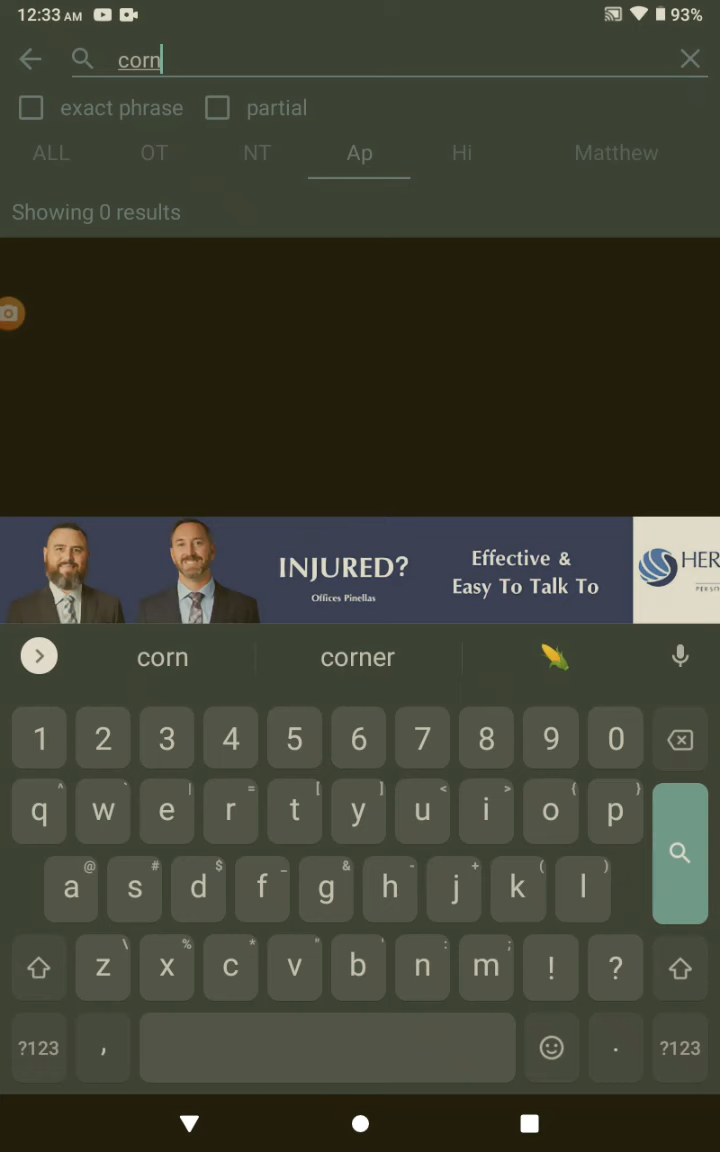 12:33 AM 93%
corn
exact phrase partial
ALL OT NT Ap Hi Matthew
Showing 0 results
INJURED?
Offices Pinellas
Effective &
Easy To Talk To
HER
corn corner
1 2 3 4 5 6 7 8 9 0
^ ` | = [ ] < > { }
q w e r t y u i o p
@ # $ _ & - + ( )
a s d f g h j k l
\ % * " ' : ;
z x c v b n m ! ?
?123 , . ?123